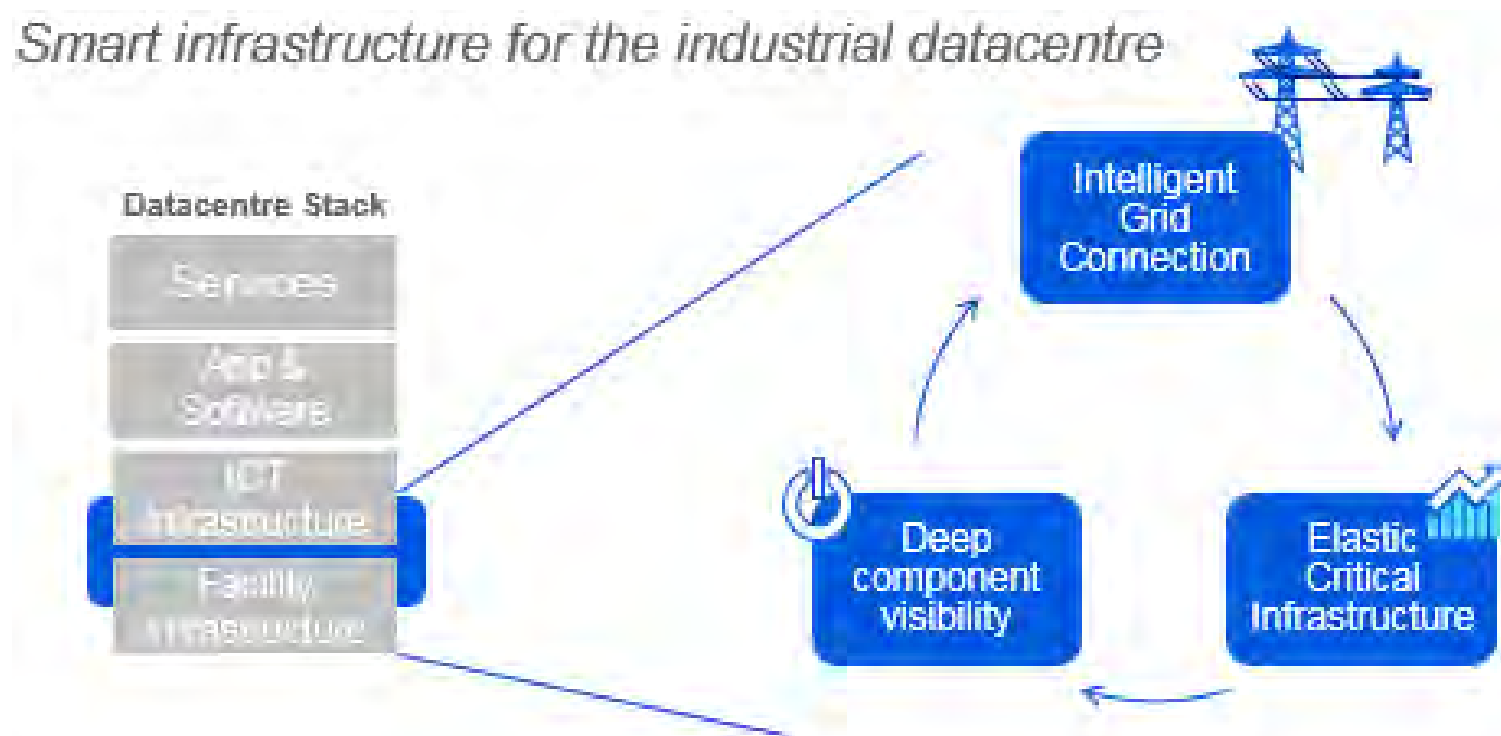 Smart infrastructure for the industrial datacentre
Datacentre Stack
Services
App &
Software
ICT
Infrastructure
Facility
Infrastructure
Intelligent
Grid
Connection
Deep
component
visibility
Elastic
Critical
Infrastructure